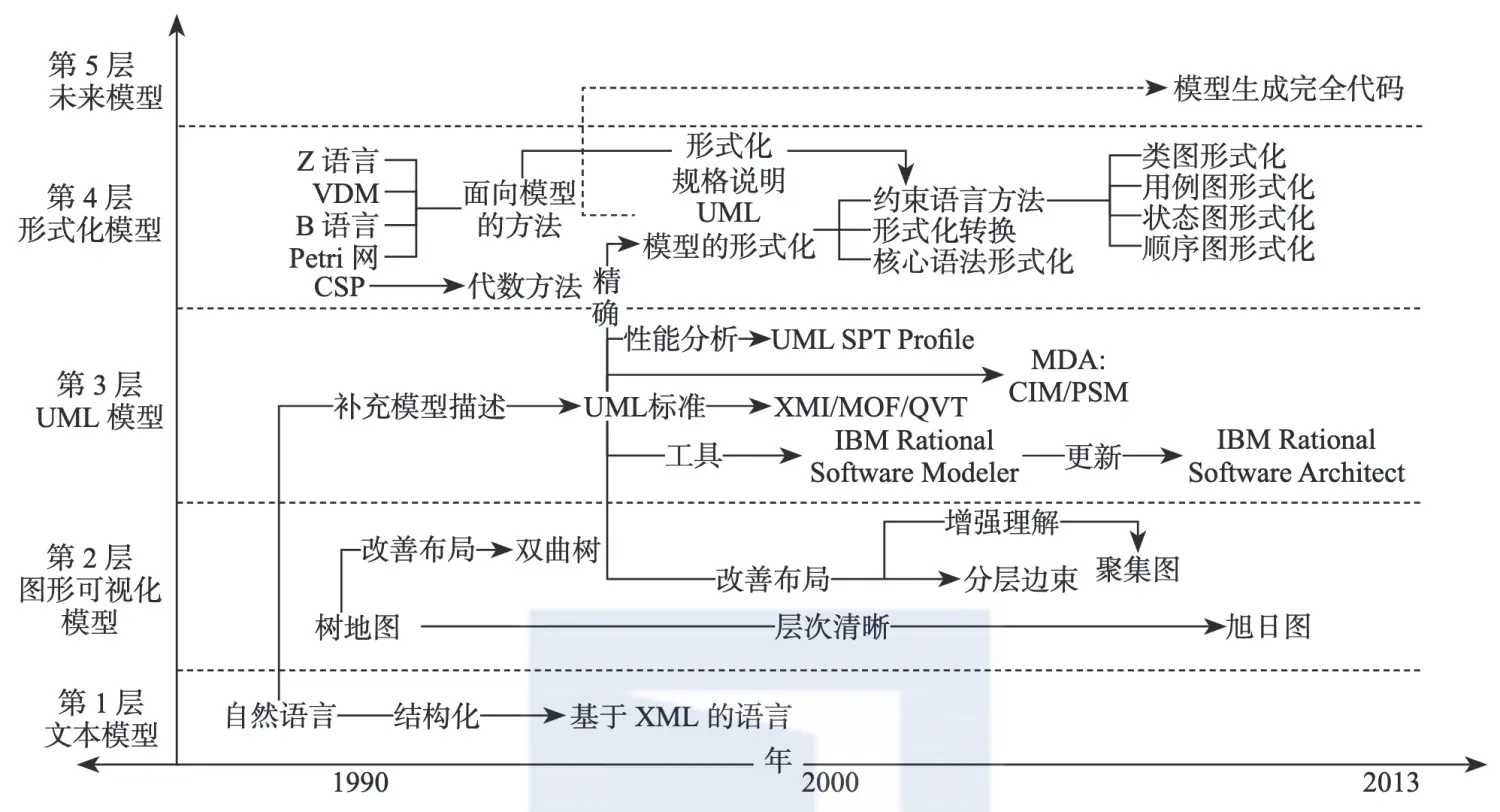 第 5 层
未来模型
模型生成完全代码
第 4 层
形式化模型
Z 语言
VDM
B 语言
Petri 网
CSP
面向模型
的方法
代数方法
形式化
规格说明
UML
模型的形式化
精
确
约束语言方法
形式化转换
核心语法形式化
类图形式化
用例图形式化
状态图形式化
顺序图形式化
第 3 层
UML 模型
补充模型描述
UML标准
性能分析
UML SPT Profile
MDA:
CIM/PSM
XMI/MOF/QVT
工具
IBM Rational
Software Modeler
更新
IBM Rational
Software Architect
第 2 层
图形可视化
模型
改善布局
双曲树
树地图
改善布局
增强理解
分层边束
聚集图
层次清晰
旭日图
第 1 层
文本模型
自然语言
结构化
基于 XML 的语言
年
1990
2000
2013